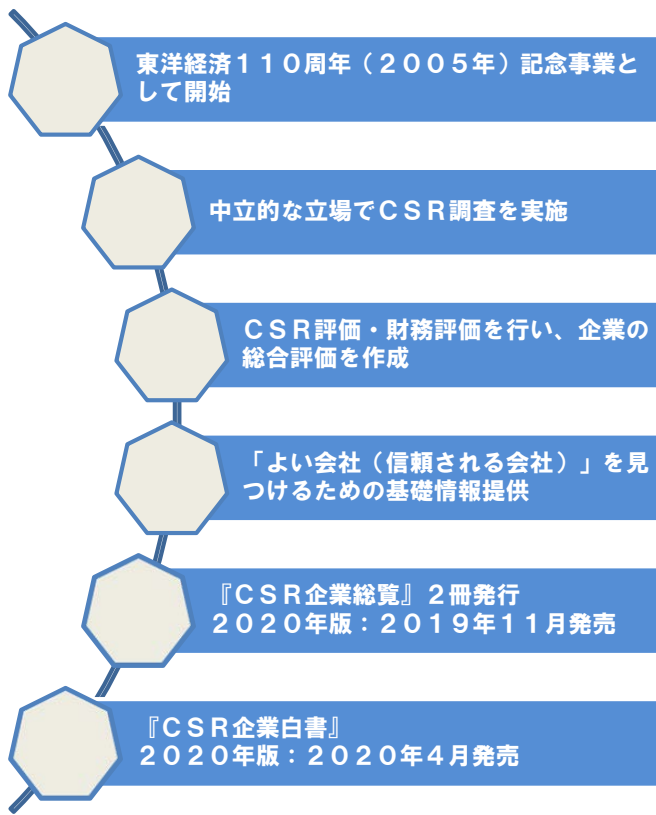 東洋経済１１０周年（２００５年）記念事業と
して開始
中立的な立場でＣＳＲ調査を実施
ＣＳＲ評価・財務評価を行い、企業の
総合評価を作成
「よい会社（信頼される会社）」を見
つけるための基礎情報提供
『ＣＳＲ企業総覧』２冊発行
２０２０年版：２０１９年１１月発売
『ＣＳＲ企業白書』
２０２０年版：２０２０年４月発売